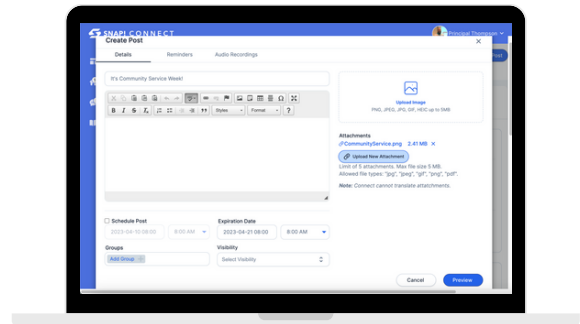 SNAP! CONNECT
Principal Thompson
Create Post
Post
Details
Reminders
Audio Recordings
It's Community Service Week!
B I S Tx
Styles
Format
?
Upload Image
PNG, JPEG, JPG, GIF, HEIC up to 5MB
Attachments
CommunityService.png 2.41 MB X
Upload New Attachment
Limit of 5 attachments. Max file size 5 MB.
Allowed file types: "jpg", "jpeg", "gif", "png", "pdf".
Note: Connect cannot translate attatchments.
Schedule Post
Expiration Date
2023-04-10 08:00
8:00 AM
2023-04-21 08:00
8:00 AM
Groups
Visibility
Add Group
Select Visibility
Cancel
Preview